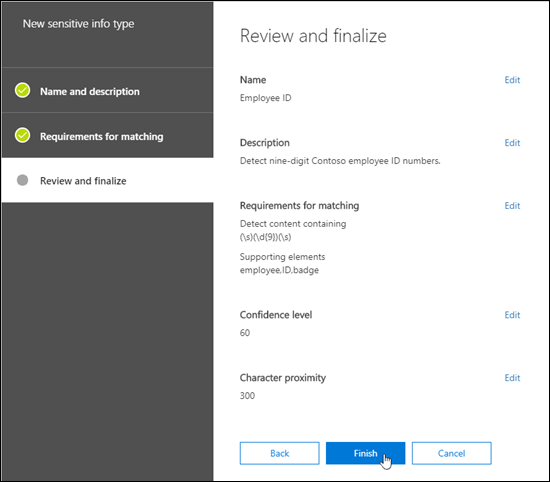 New sensitive info type
Name and description
Requirements for matching
Review and finalize
Review and finalize
Name Edit
Employee ID
Description Edit
Detect nine-digit Contoso employee ID numbers.
Requirements for matching Edit
Detect content containing
(\s)(\d{9})(\s)
Supporting elements
employee,ID,badge
Confidence level Edit
60
Character proximity Edit
300
Back Finish Cancel